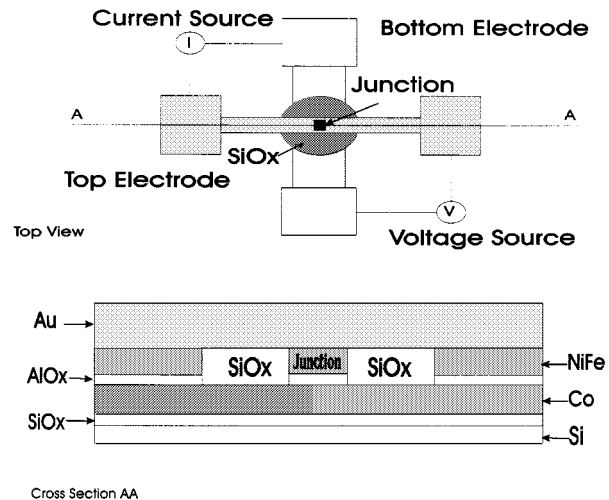 Current Source
Bottom Electrode
I
Junction
A
A
SiOx
Top Electrode
V
Top View
Voltage Source
Au
SiOx
Junction
SiOx
NiFe
AlOx
Co
SiOx
Si
Cross Section AA